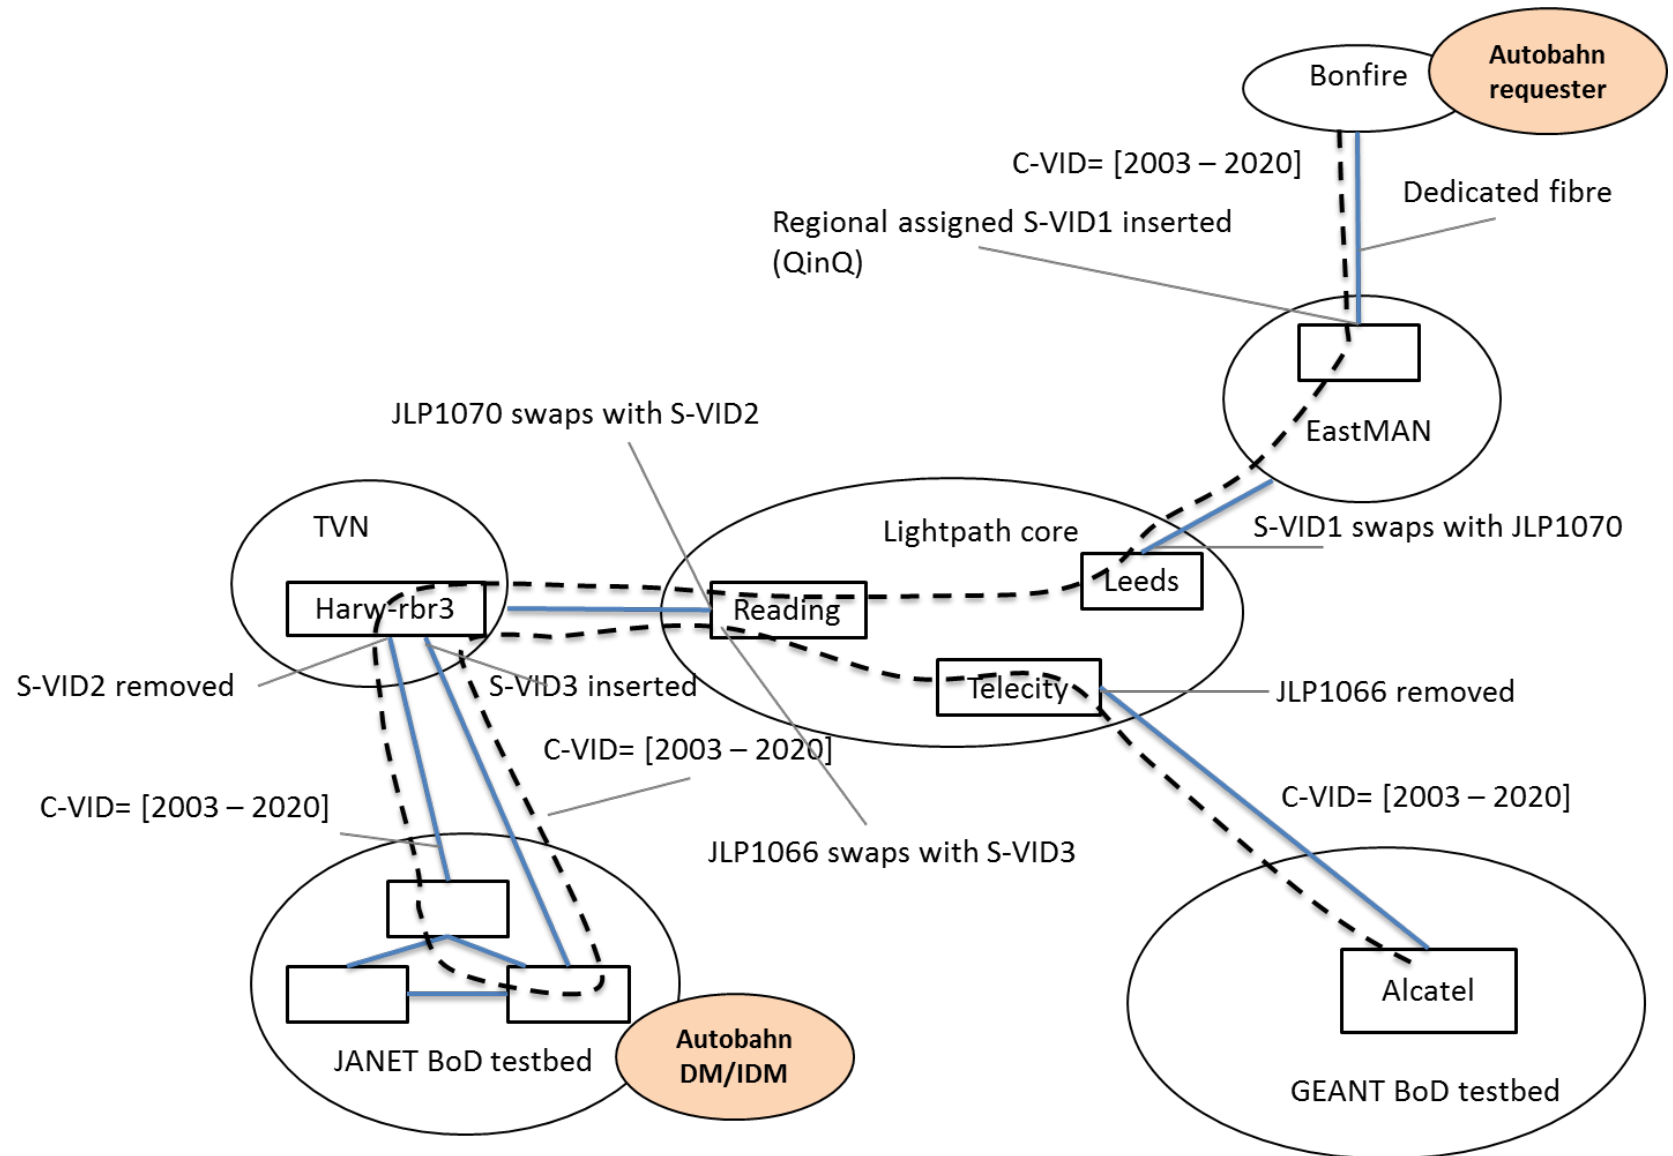 Bonfire
Autobahn
requester
C-VID= [2003 – 2020]
Dedicated fibre
Regional assigned S-VID1 inserted
(QinQ)
EastMAN
JLP1070 swaps with S-VID2
TVN
Lightpath core
S-VID1 swaps with JLP1070
Leeds
Harw-rbr3
Reading
S-VID2 removed
S-VID3 inserted
Telecity
JLP1066 removed
C-VID= [2003 – 2020]
C-VID= [2003 – 2020]
C-VID= [2003 – 2020]
JLP1066 swaps with S-VID3
Alcatel
Autobahn
DM/IDM
JANET BoD testbed
GEANT BoD testbed